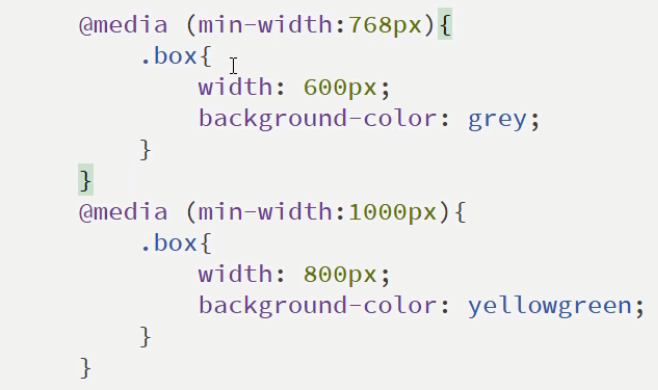 @media (min-width:768px){
.box{
width: 600px;
background-color: grey;
}
}
@media (min-width:1000px){
.box{
width: 800px;
background-color: yellowgreen;
}
}